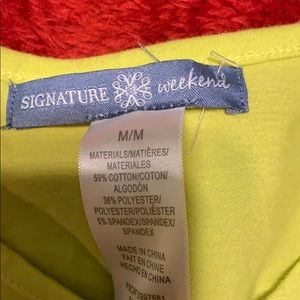 SIGNATURE weekend
M/M
MATERIALS/MATIÈRES/
MATERIALES
59% COTTON/COTON/
ALGODÓN
36% POLYESTER/
POLYESTER/POLIÉSTER
5% SPANDEX/SPANDEX/
SPANDEX
MADE IN CHINA
FAIT EN CHINE
HECHO EN CHINA